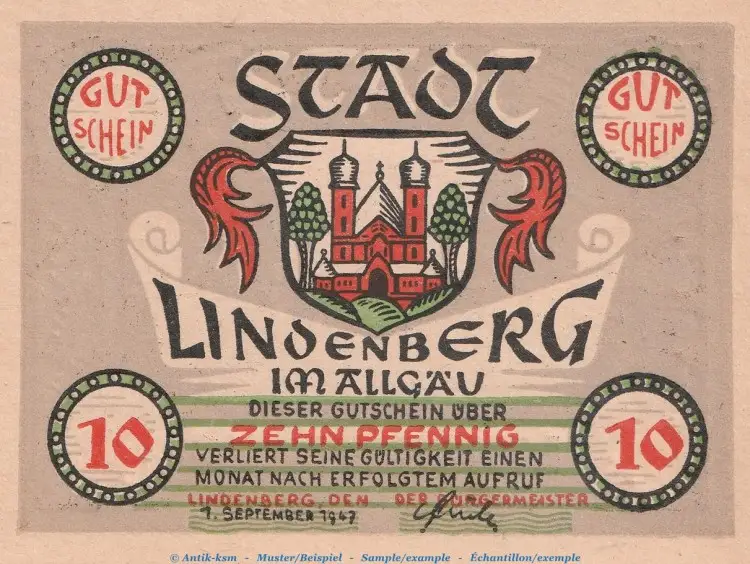 GUT
SCHEIN
STADT
GUT
SCHEIN
LINDENBERG
IM ALLGÄU
DIESER GUTSCHEIN ÜBER
ZEHN PFENNIG
VERLIERT SEINE GÜLTIGKEIT EINEN
MONAT NACH ERFOLGTEM AUFRUF
LINDENBERG, DEN DER BÜRGERMEISTER
1. SEPTEMBER 1947
10
10
© Antik-ksm - Muster/Beispiel - Sample/example - Échantillon/exemple